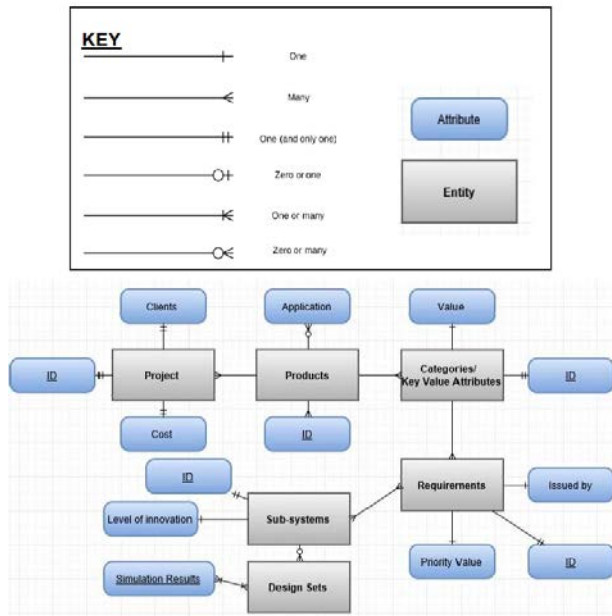 KEY
One
Many
One (and only one)
Zero or one
One or many
Zero or many
Attribute
Entity
Clients
Application
Value
ID
Project
Products
Categories/
Key Value Attributes
ID
Cost
ID
ID
Requirements
Issued by
Level of innovation
Sub-systems
Simulation Results
Design Sets
Priority Value
ID